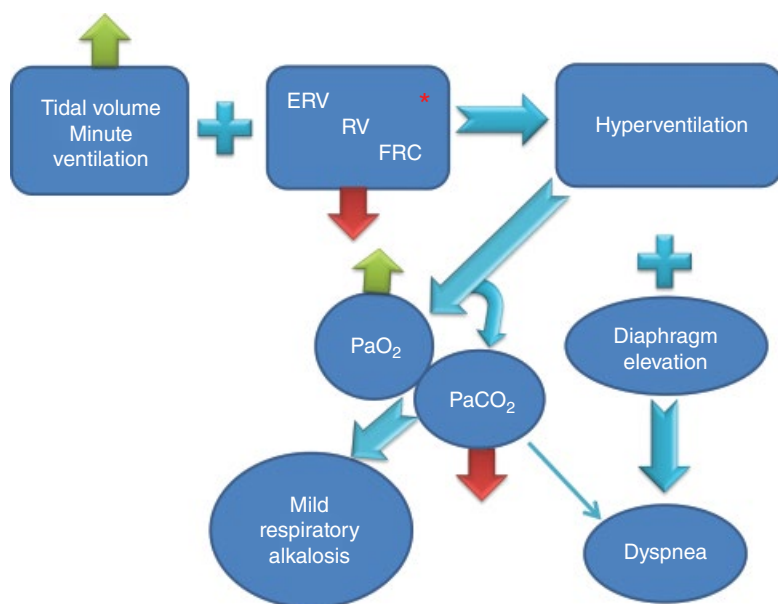 Tidal volume
Minute
ventilation
ERV *
RV
FRC
Hyperventilation
PaO₂
PaCO₂
Diaphragm
elevation
Mild
respiratory
alkalosis
Dyspnea